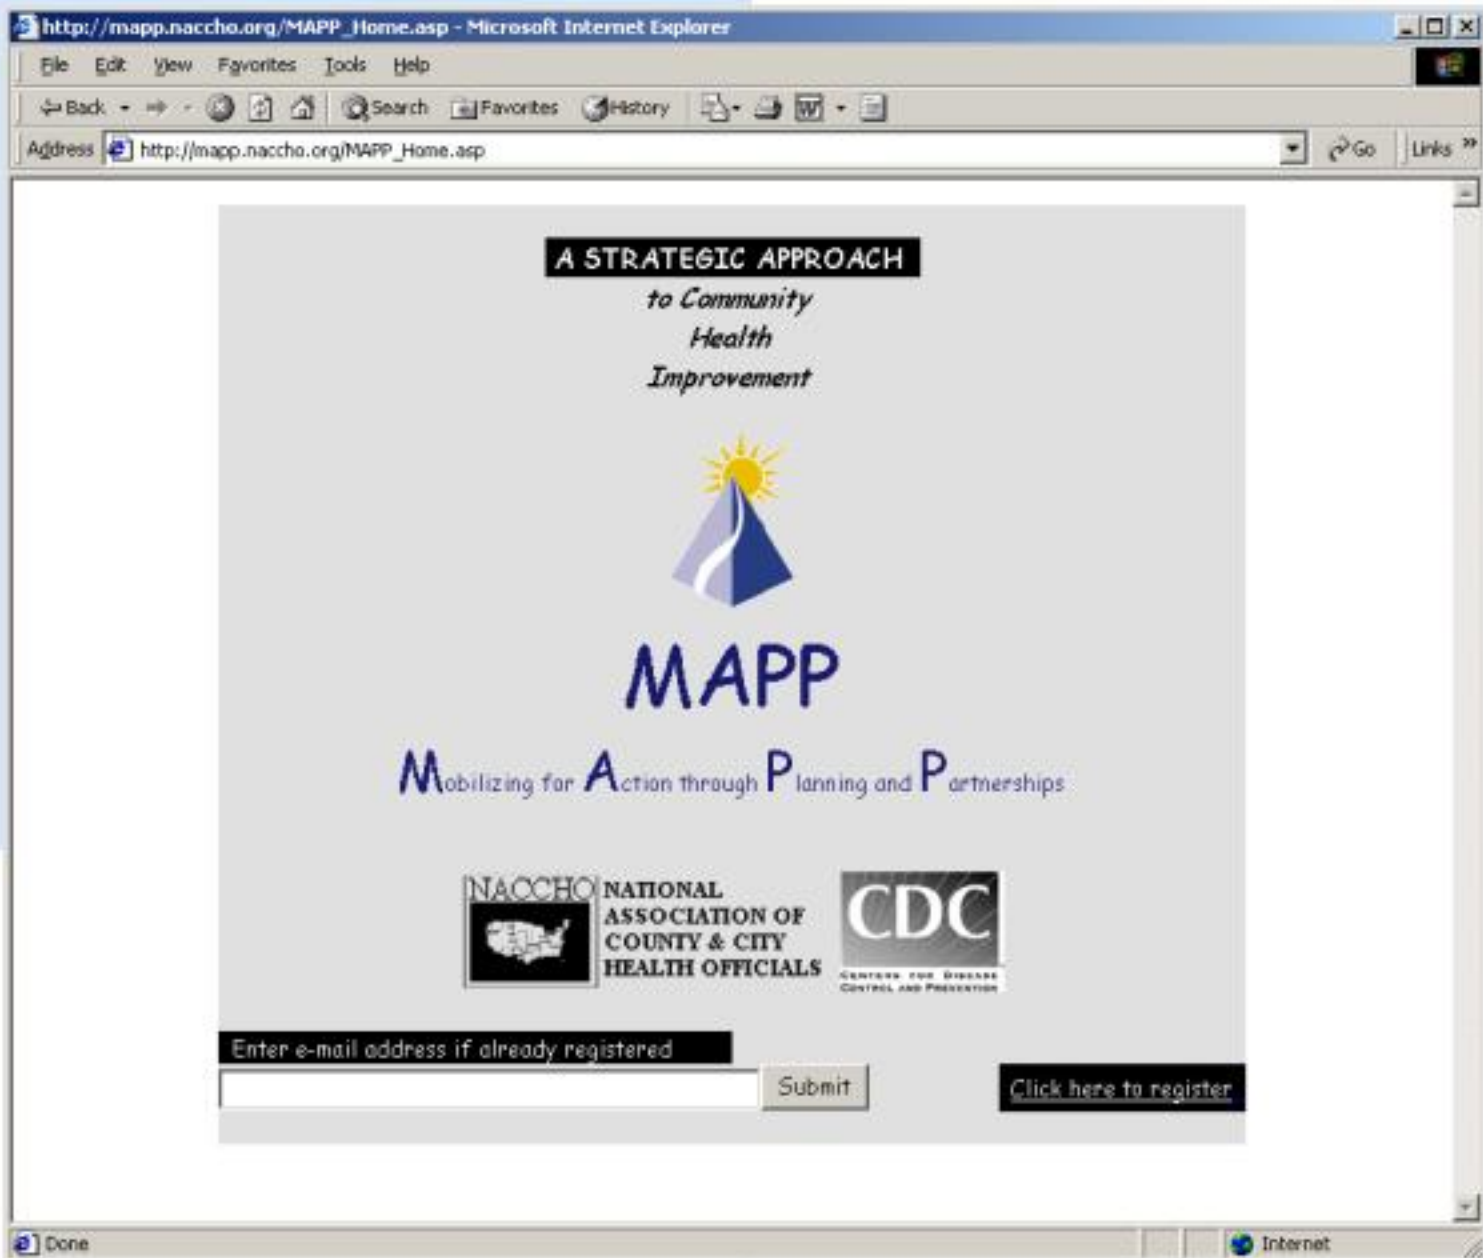 http://mapp.naccho.org/MAPP_Home.asp - Microsoft Internet Explorer
File Edit View Favorites Tools Help
Back Search Favorites History
Address http://mapp.naccho.org/MAPP_Home.asp Go Links »
A STRATEGIC APPROACH
to Community
Health
Improvement
MAPP
Mobilizing for Action through Planning and Partnerships
NACCHO
NATIONAL
ASSOCIATION OF
COUNTY & CITY
HEALTH OFFICIALS
CDC
CENTERS FOR DISEASE
CONTROL AND PREVENTION
Enter e-mail address if already registered
Submit
Click here to register
Done Internet